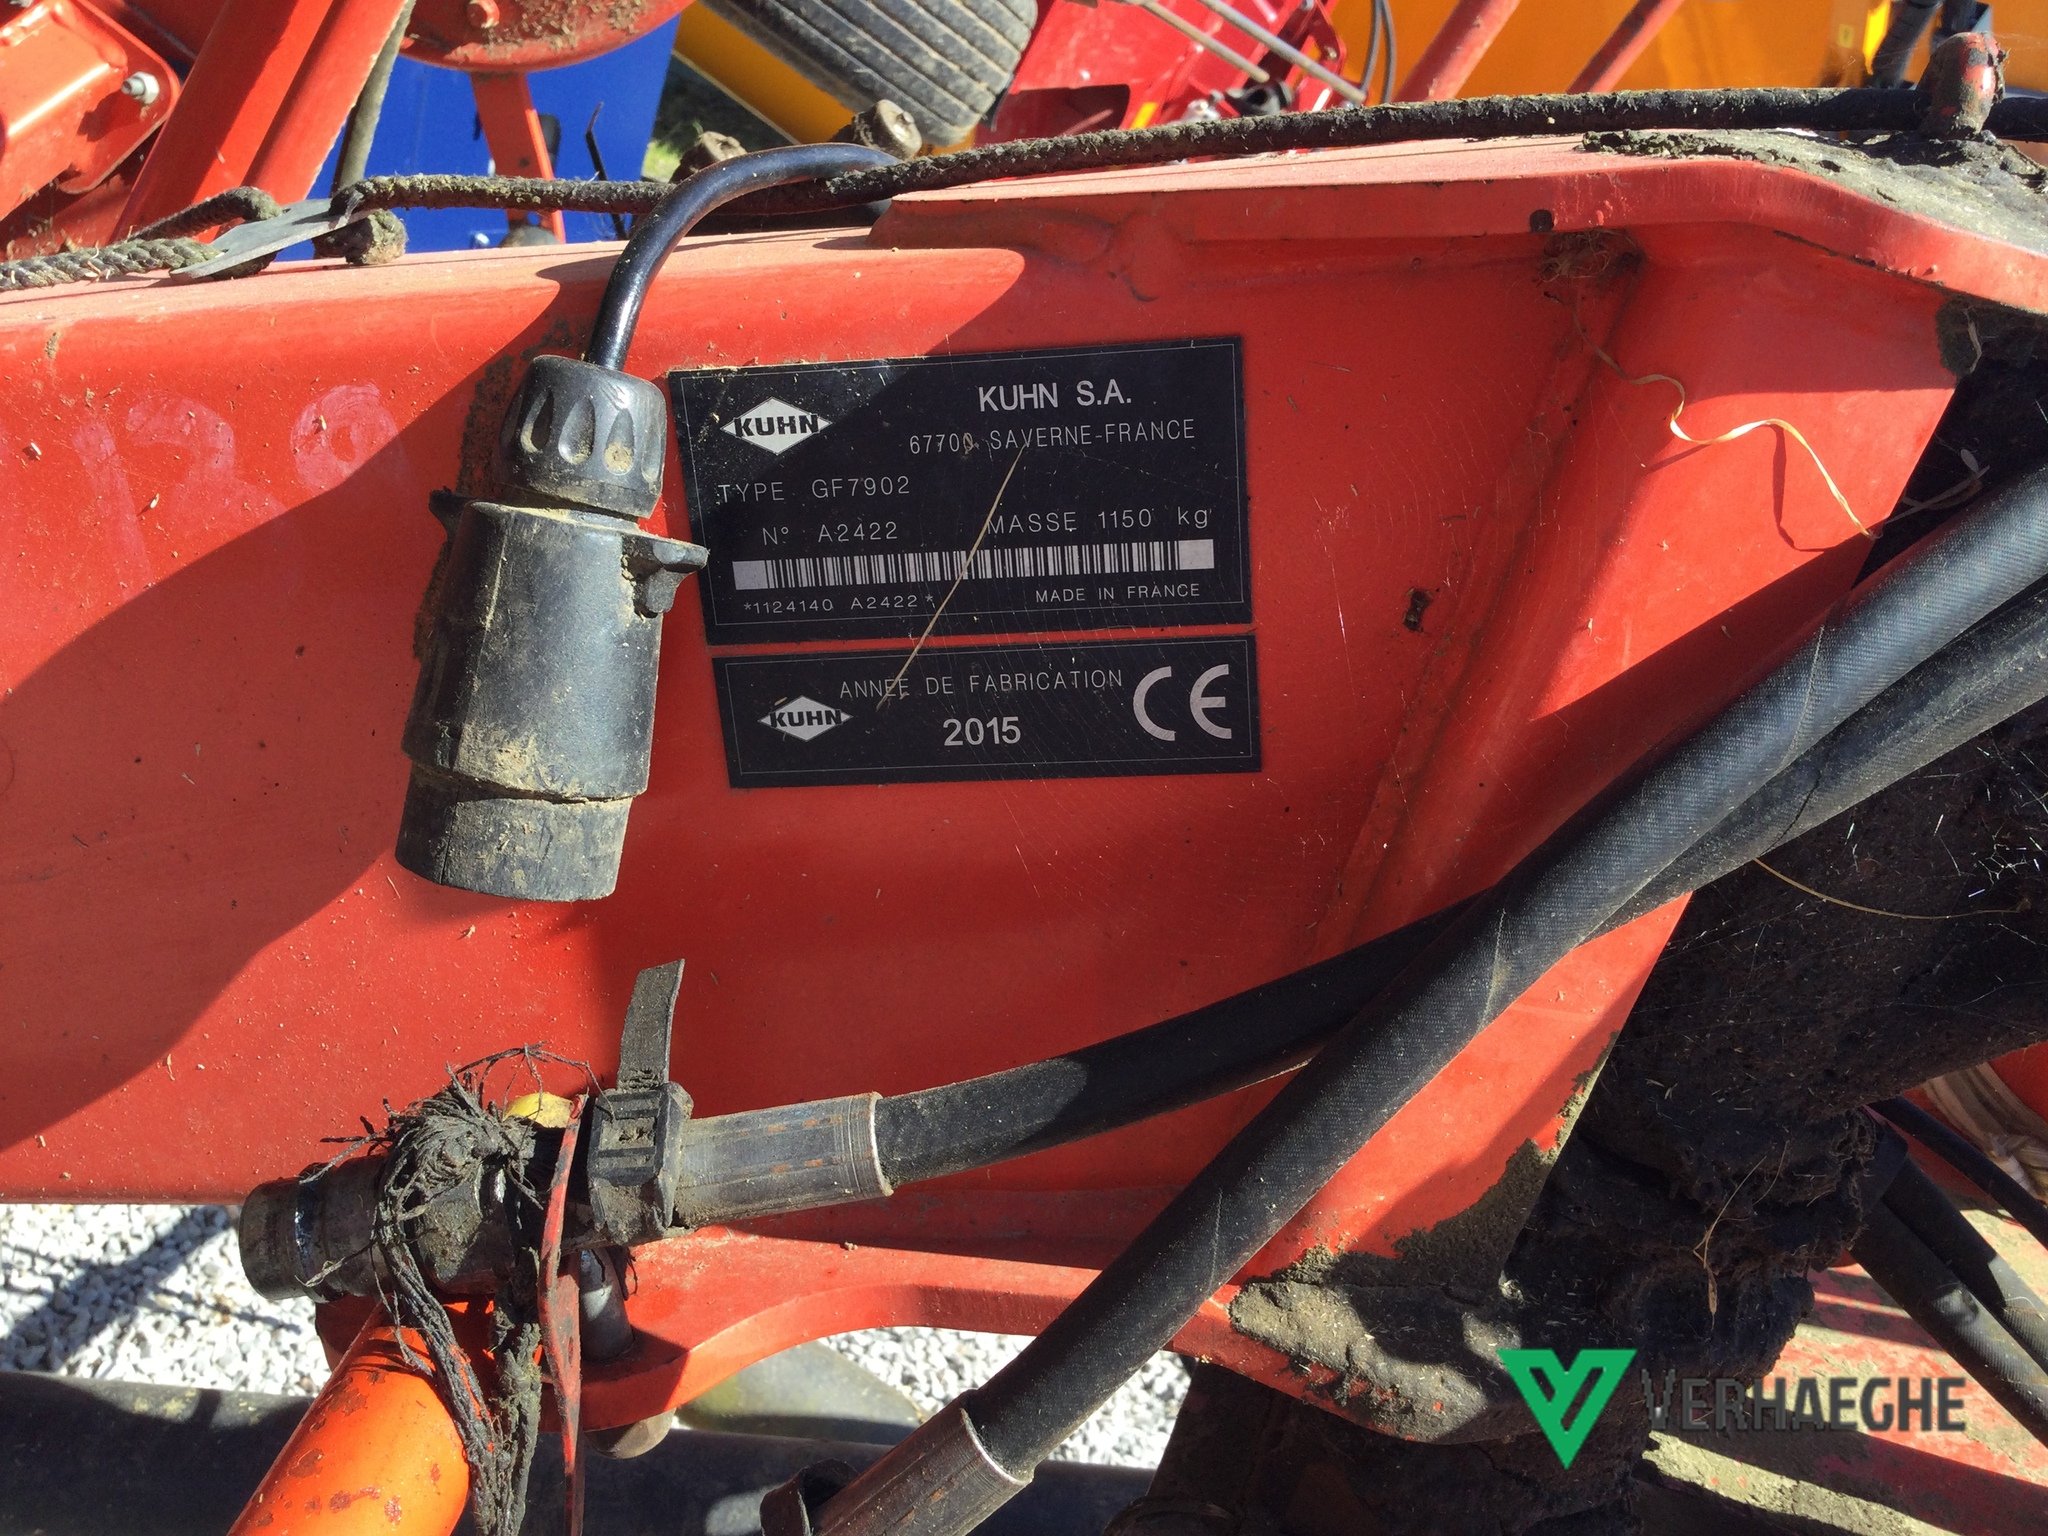 129
KUHN
KUHN S.A.
67700 SAVERNE-FRANCE
TYPE GF7902
N° A2422 MASSE 1150 kg
*1124140 A2422*
MADE IN FRANCE
KUHN
ANNEE DE FABRICATION
2015
CE
VERHAEGHE